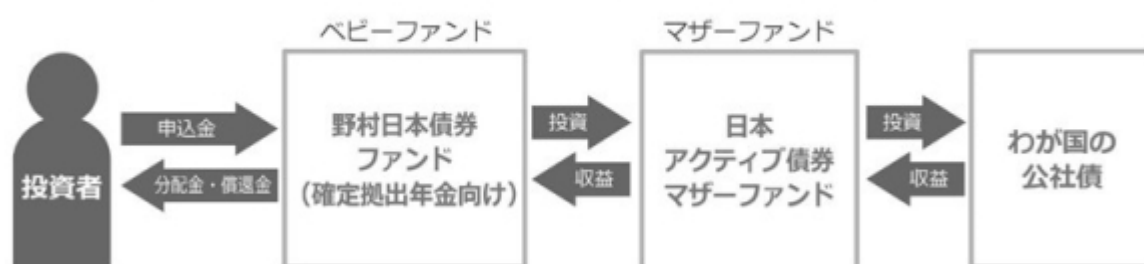 ベビーファンド
マザーファンド
投資者
申込金
分配金・償還金
野村日本債券
ファンド
（確定拠出年金向け）
投資
収益
日本
アクティブ債券
マザーファンド
投資
収益
わが国の
公社債